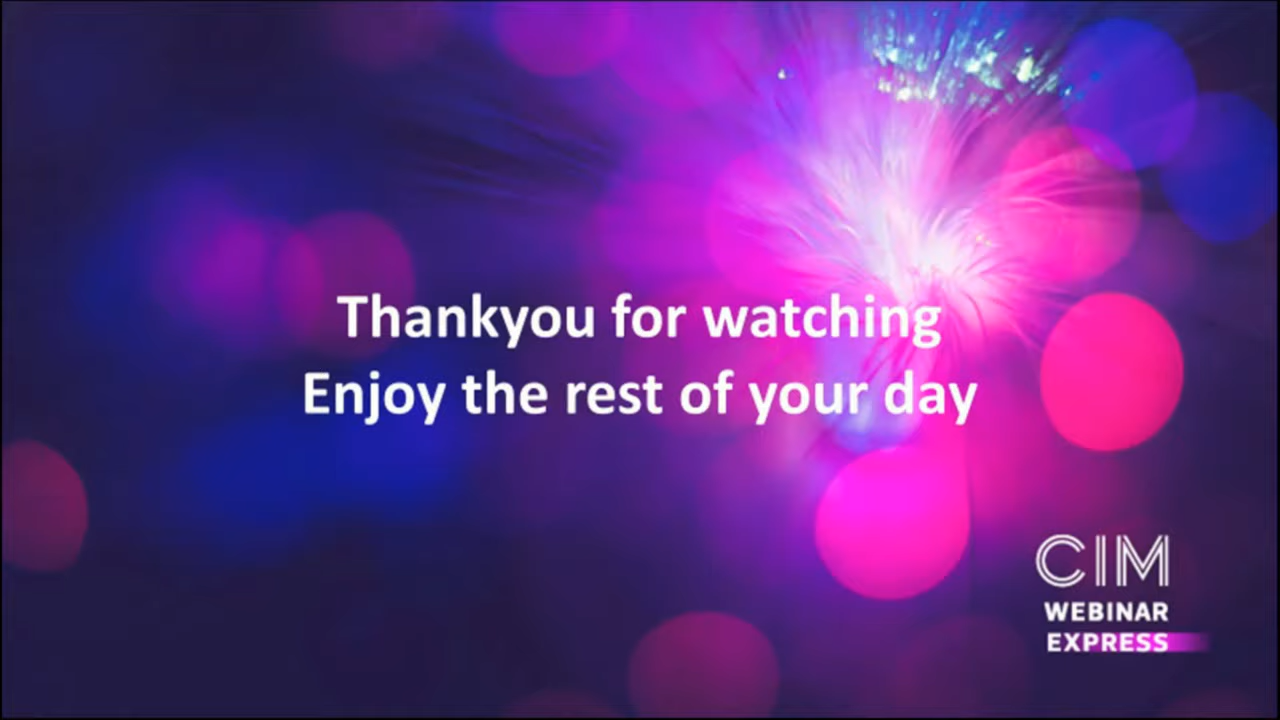 Thankyou for watching
Enjoy the rest of your day
CIM
WEBINAR
EXPRESS